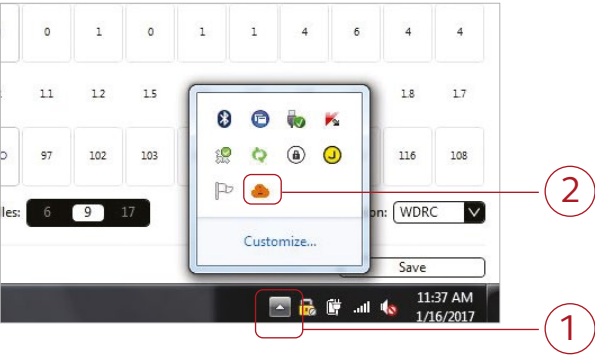 0 1 0 1 1 4 6 4 4
1.1 1.2 1.5 1.8 1.7
97 102 103 116 108
2
les: 6 9 17 n: WDRC
Customize...
Save
11:37 AM
1/16/2017
1